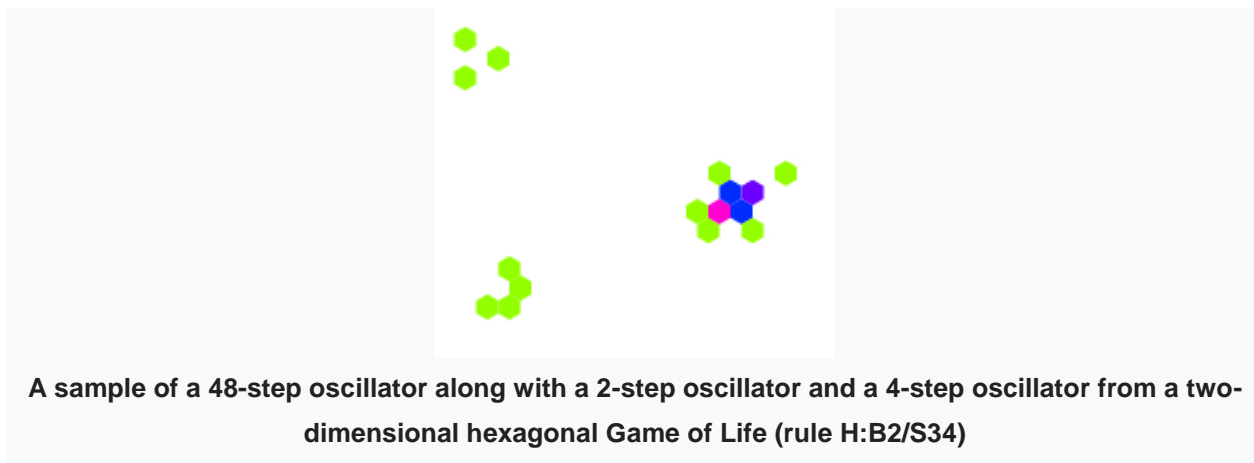 A sample of a 48-step oscillator along with a 2-step oscillator and a 4-step oscillator from a two-
dimensional hexagonal Game of Life (rule H:B2/S34)